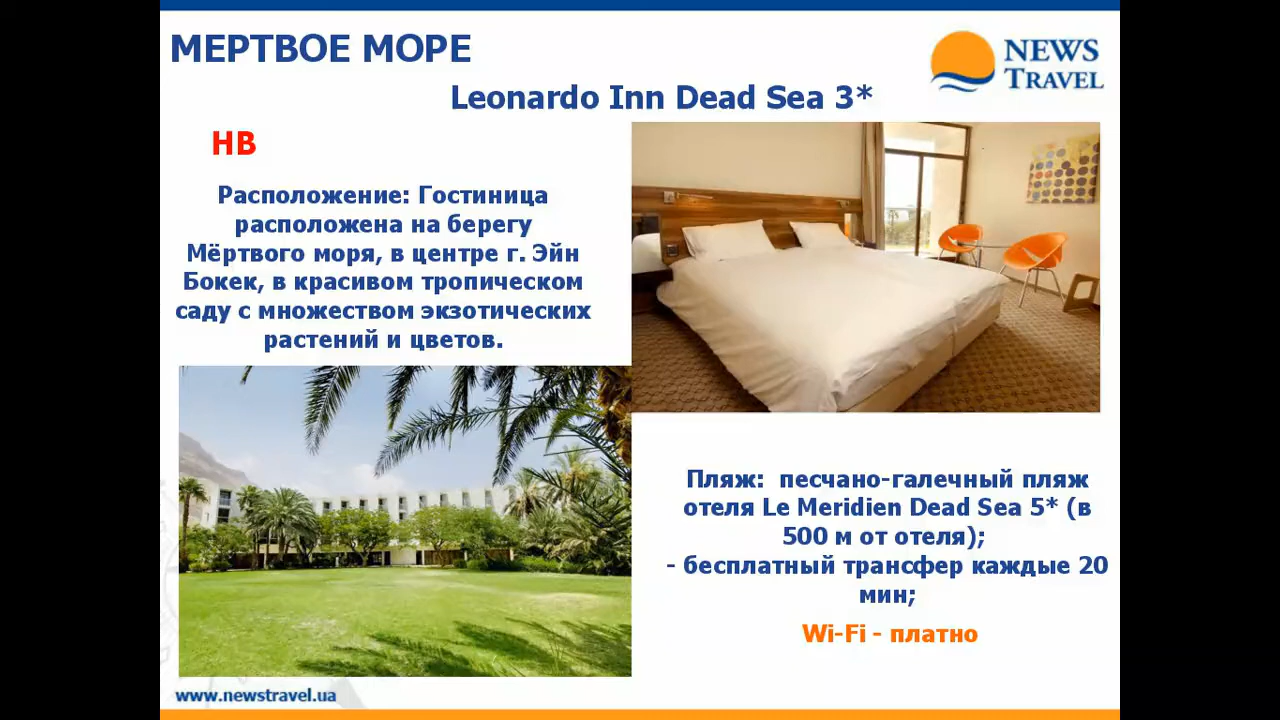 МЕРТВОЕ МОРЕ
NEWS
TRAVEL
Leonardo Inn Dead Sea 3*
HB
Расположение: Гостиница
расположена на берегу
Мёртвого моря, в центре г. Эйн
Бокек, в красивом тропическом
саду с множеством экзотических
растений и цветов.
Пляж: песчано-галечный пляж
отеля Le Meridien Dead Sea 5* (в
500 м от отеля);
- бесплатный трансфер каждые 20
мин;
Wi-Fi - платно
www.newstravel.ua